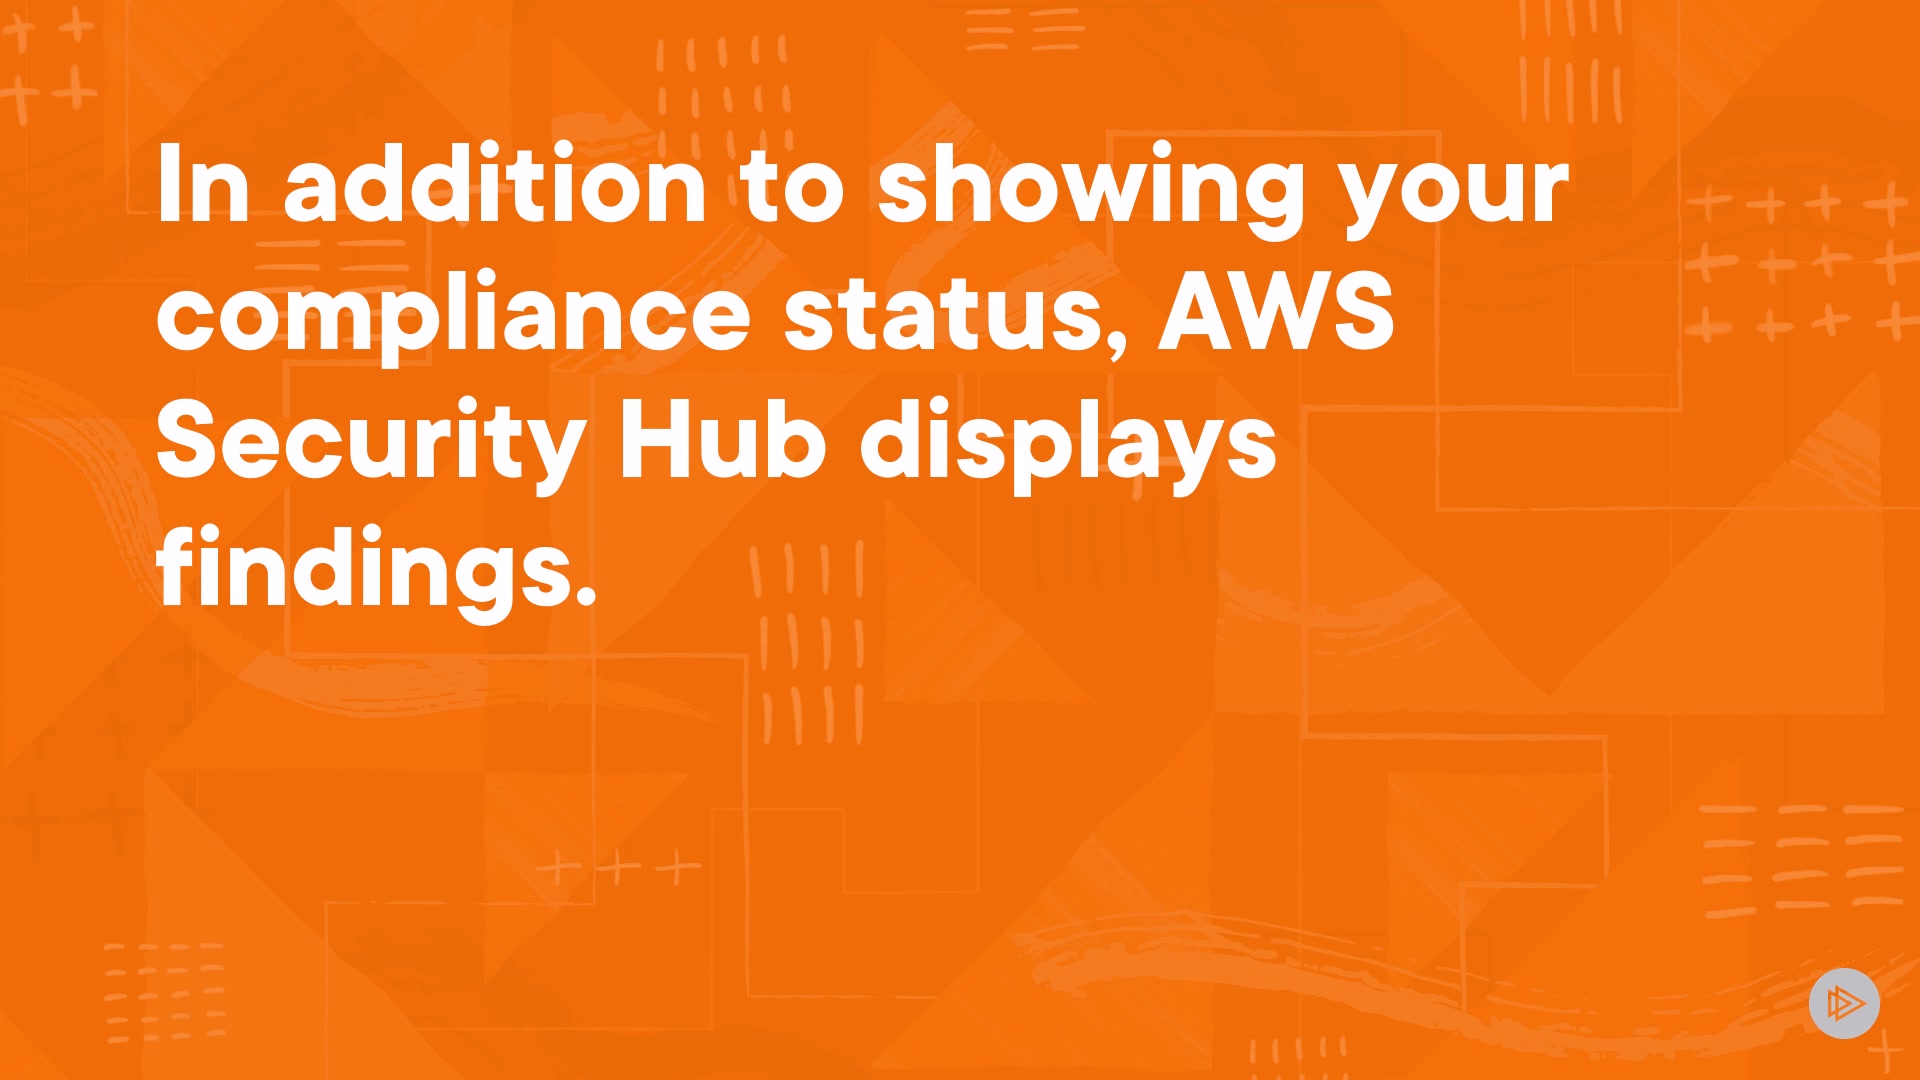 In addition to showing your
compliance status, AWS
Security Hub displays
findings.